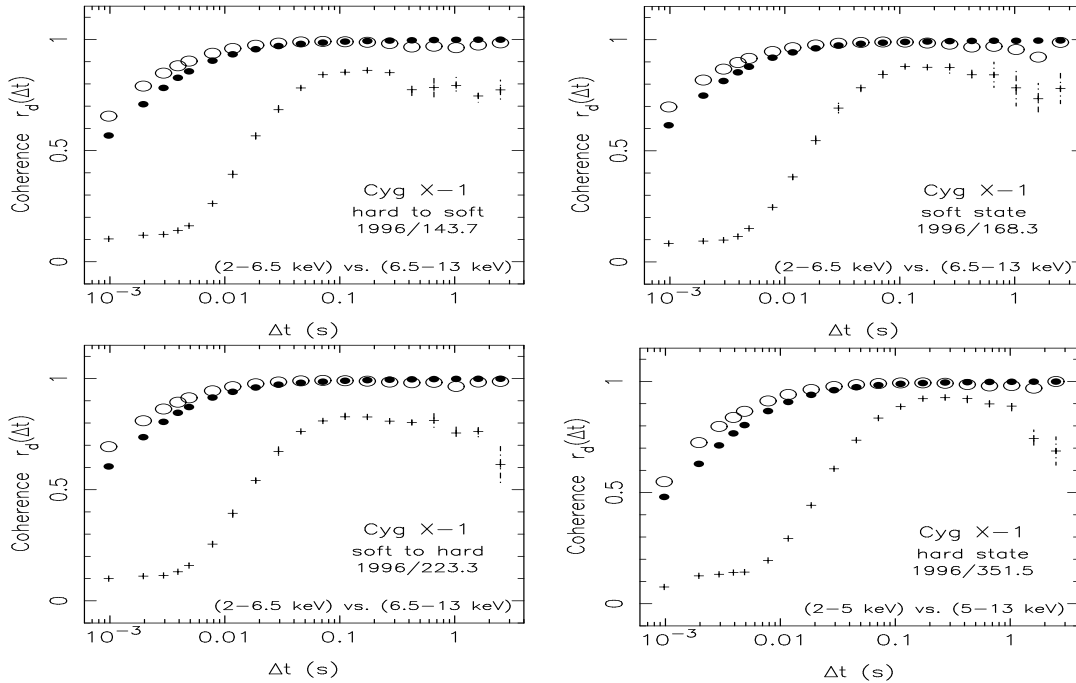 Coherence r_d(Δt)
1
0.5
0
Cyg X−1
hard to soft
1996/143.7
(2−6.5 keV) vs. (6.5−13 keV)
10^−3 0.01 0.1 1
Δt (s)
Coherence r_d(Δt)
1
0.5
0
Cyg X−1
soft state
1996/168.3
(2−6.5 keV) vs. (6.5−13 keV)
10^−3 0.01 0.1 1
Δt (s)
Coherence r_d(Δt)
1
0.5
0
Cyg X−1
soft to hard
1996/223.3
(2−6.5 keV) vs. (6.5−13 keV)
10^−3 0.01 0.1 1
Δt (s)
Coherence r_d(Δt)
1
0.5
0
Cyg X−1
hard state
1996/351.5
(2−5 keV) vs. (5−13 keV)
10^−3 0.01 0.1 1
Δt (s)